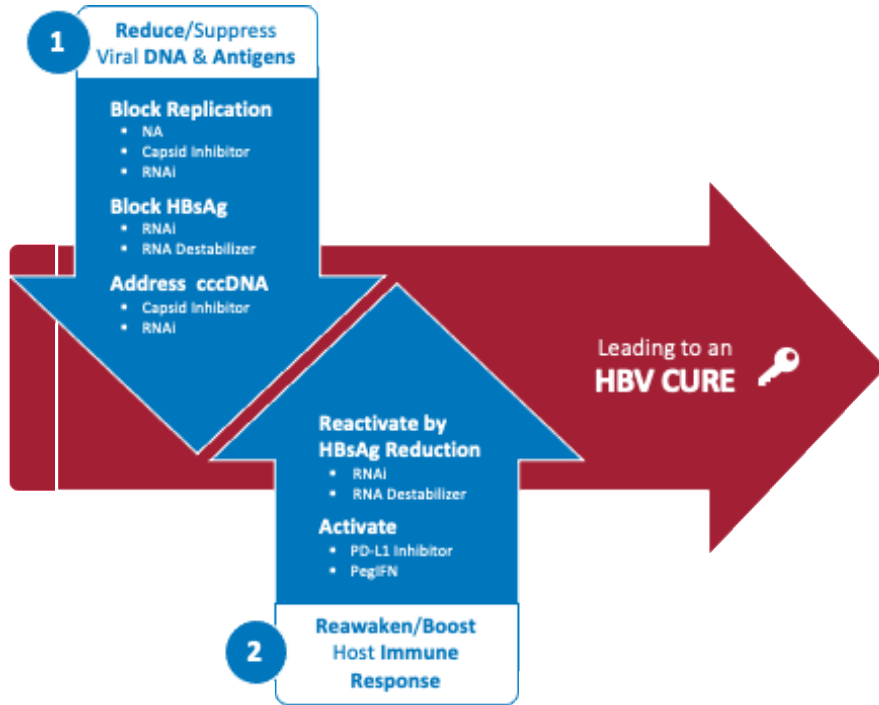 1
Reduce/Suppress
Viral DNA & Antigens
Block Replication
▪ NA
▪ Capsid Inhibitor
▪ RNAi
Block HBsAg
▪ RNAi
▪ RNA Destabilizer
Address cccDNA
▪ Capsid Inhibitor
▪ RNAi
Leading to an
HBV CURE
Reactivate by
HBsAg Reduction
▪ RNAi
▪ RNA Destabilizer
Activate
▪ PD-L1 Inhibitor
▪ PegIFN
2
Reawaken/Boost
Host Immune
Response